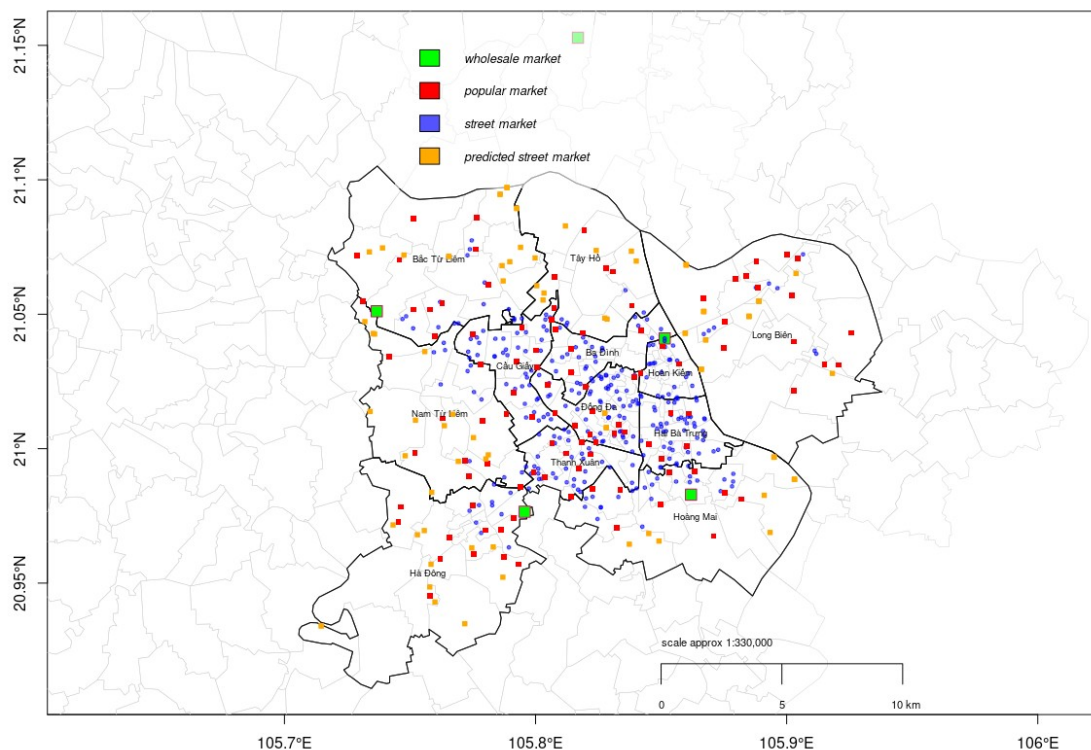 21.15°N
wholesale market
popular market
street market
predicted street market
21.1°N
Bắc Từ Liêm
Tây Hồ
21.05°N
Long Biên
Ba Đình
Cầu Giấy
Hoàn Kiếm
Nam Từ Liêm
Đống Đa
Hai Bà Trưng
21°N
Thanh Xuân
Hoàng Mai
Hà Đông
20.95°N
scale approx 1:330,000
0 5 10 km
105.7°E 105.8°E 105.9°E 106°E